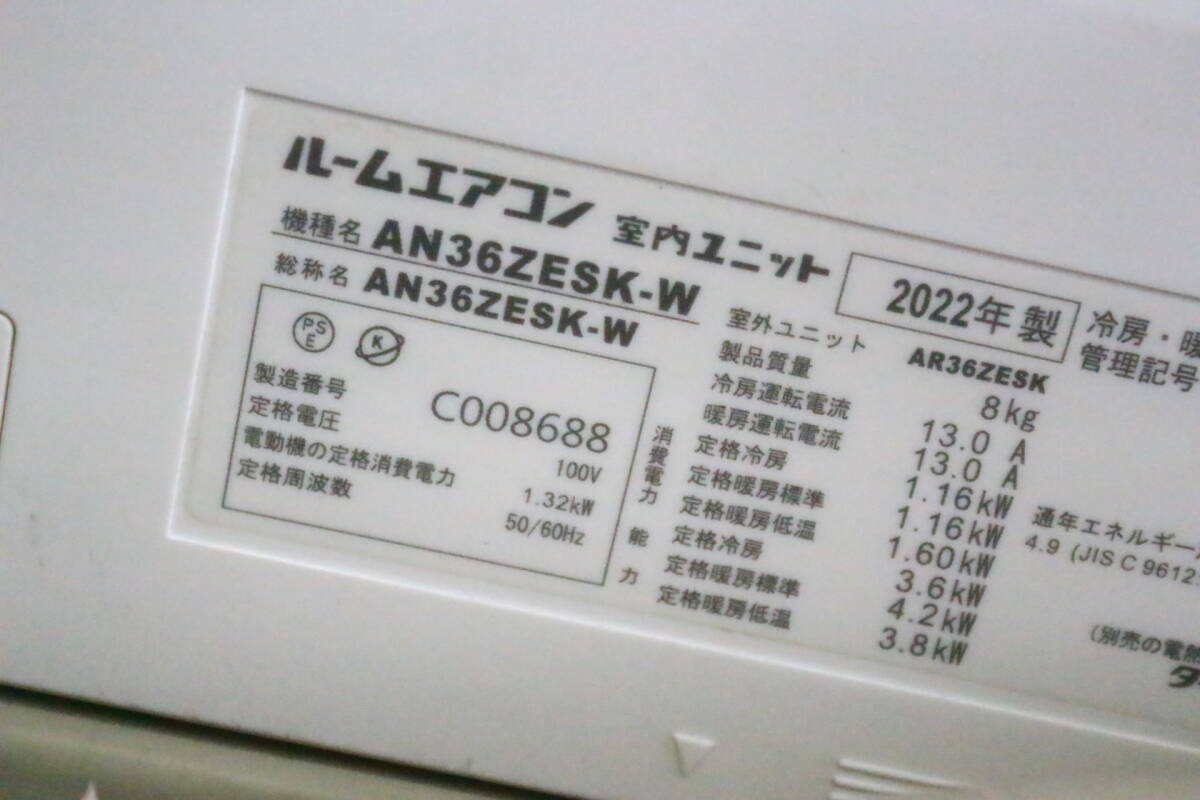 ルームエアコン 室内ユニット
2022年 製
機種名 AN36ZESK-W
総称名 AN36ZESK-W
PS
E
K
製造番号 C008688
定格電圧 100V
電動機の定格消費電力 1.32kW
定格周波数 50/60Hz
室外ユニット AR36ZESK
製品質量 8kg
冷房運転電流 13.0 A
暖房運転電流 13.0 A
消費電力
定格冷房 1.16kW
定格暖房標準 1.16kW
定格暖房低温 1.60kW
能力
定格冷房 3.6kW
定格暖房標準 4.2kW
定格暖房低温 3.8kW
冷房・暖
管理記号
通年エネルギー
4.9 (JIS C 9612
(別売の電
ダ